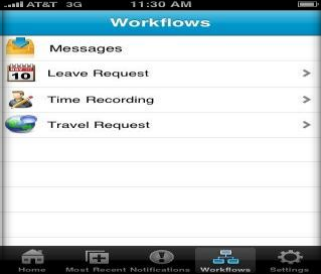 AT&T 3G 11:30 AM
Workflows
Messages
10
Leave Request
Time Recording
Travel Request
Home Most Recent Notifications Workflows Settings